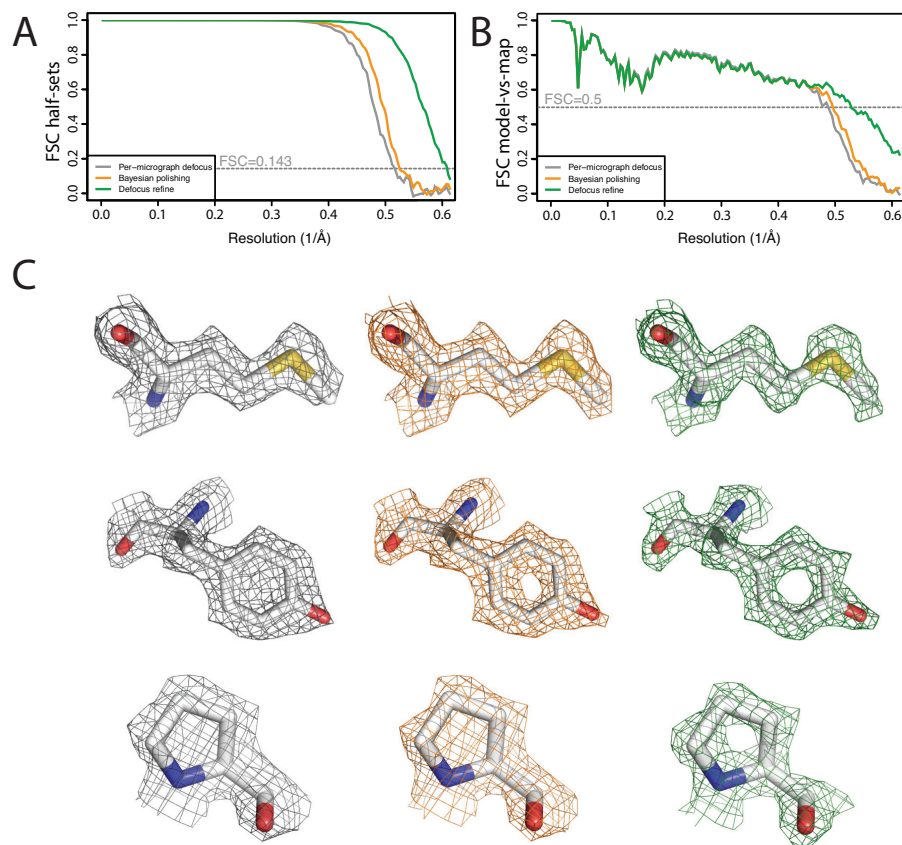 A
FSC half-sets
1.0
0.8
0.6
0.4
0.2
0.0
FSC=0.143
Per−micrograph defocus
Bayesian polishing
Defocus refine
0.0 0.1 0.2 0.3 0.4 0.5 0.6
Resolution (1/Å)
B
FSC model-vs-map
1.0
0.8
0.6
0.4
0.2
0.0
FSC=0.5
Per−micrograph defocus
Bayesian polishing
Defocus refine
0.0 0.1 0.2 0.3 0.4 0.5 0.6
Resolution (1/Å)
C